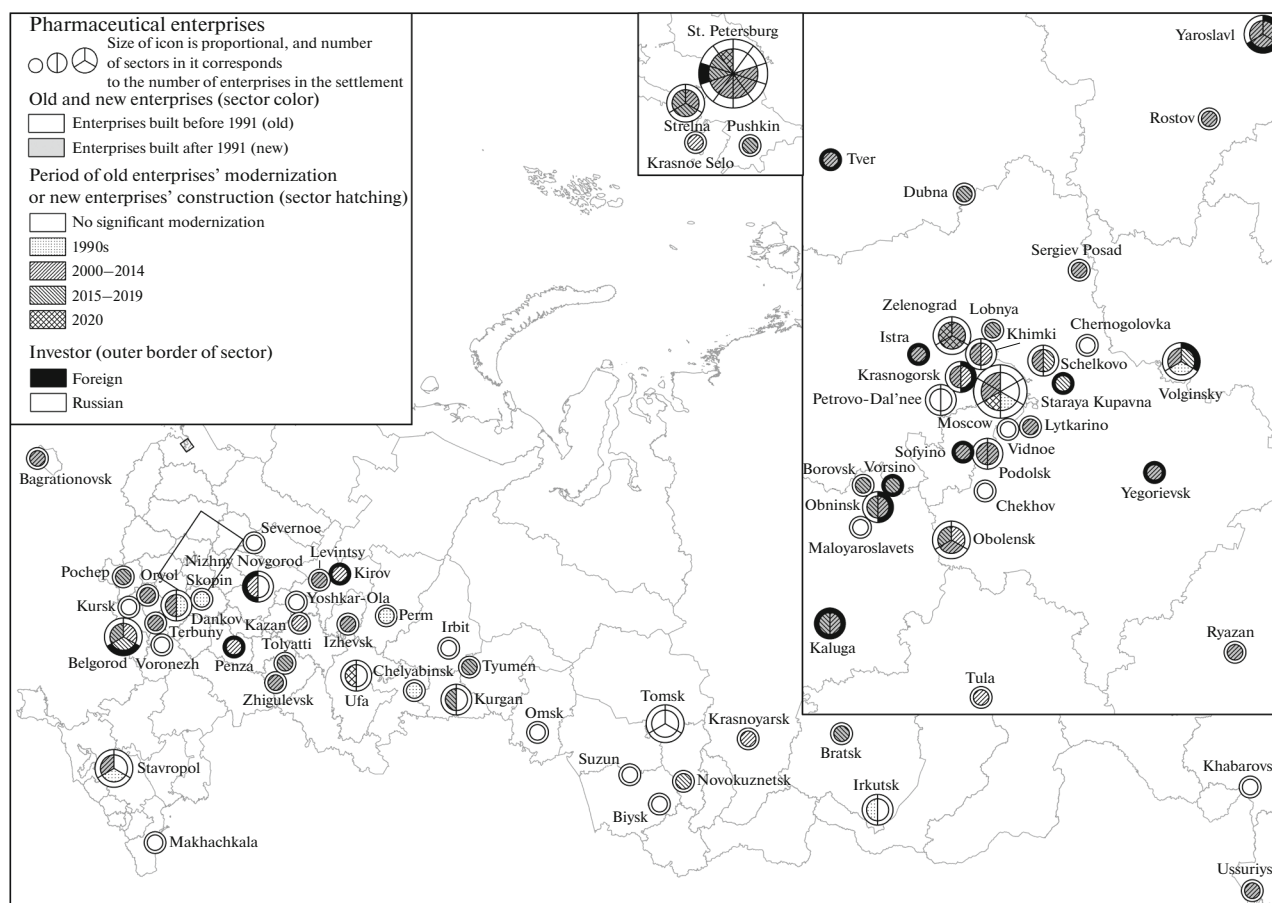 Pharmaceutical enterprises
Size of icon is proportional, and number
of sectors in it corresponds
to the number of enterprises in the settlement
Old and new enterprises (sector color)
Enterprises built before 1991 (old)
Enterprises built after 1991 (new)
Period of old enterprises’ modernization
or new enterprises’ construction (sector hatching)
No significant modernization
1990s
2000–2014
2015–2019
2020
Investor (outer border of sector)
Foreign
Russian
St. Petersburg
Strelna
Pushkin
Krasnoe Selo
Yaroslavl
Rostov
Tver
Dubna
Sergiev Posad
Zelenograd
Lobnya
Istra
Khimki
Chernogolovka
Krasnogorsk
Schelkovo
Petrovo-Dal’nee
Staraya Kupavna
Volginsky
Moscow
Lytkarino
Vidnoe
Sofyino
Borovsk
Vorsino
Podolsk
Yegorievsk
Obninsk
Chekhov
Maloyaroslavets
Obolensk
Kaluga
Ryazan
Tula
Bagrationovsk
Severnoe
Nizhny Novgorod
Levintsy
Pochep
Oryol
Skopin
Kirov
Kursk
Yoshkar-Ola
Dankov
Perm
Terbuny
Kazan
Irbit
Belgorod
Voronezh
Penza
Tolyatti
Izhevsk
Chelyabinsk
Tyumen
Zhigulevsk
Ufa
Kurgan
Omsk
Tomsk
Krasnoyarsk
Bratsk
Stavropol
Suzun
Novokuznetsk
Irkutsk
Khabarovs
Biysk
Makhachkala
Ussuriys